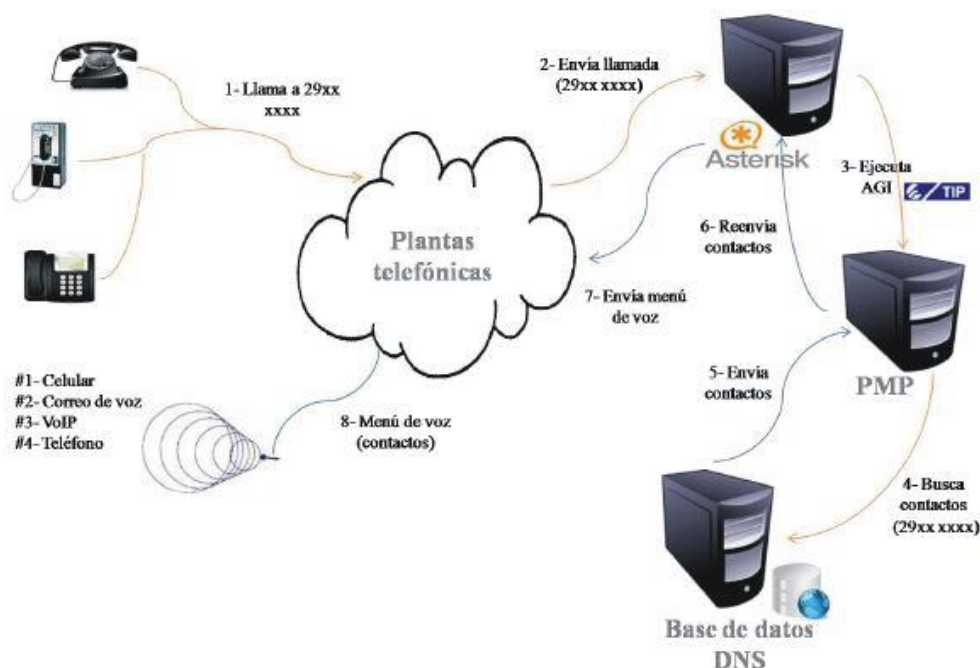 1- Llama a 29xx
xxxx
2- Envía llamada
(29xx xxxx)
Asterisk
3- Ejecuta
AGI
TIP
Plantas
telefónicas
6- Reenvia
contactos
7- Envia menú
de voz
PMP
5- Envia
contactos
#1- Celular
#2- Correo de voz
#3- VoIP
#4- Teléfono
8- Menú de voz
(contactos)
4- Busca
contactos
(29xx xxxx)
Base de datos
DNS